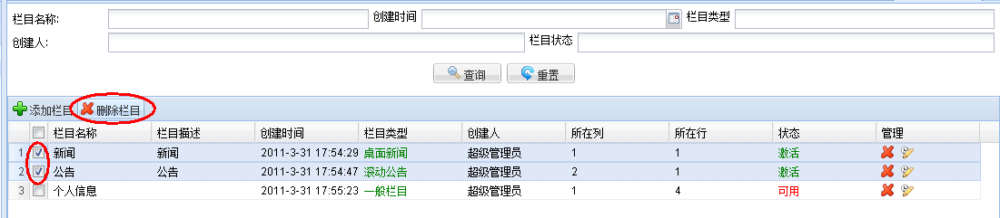 栏目名称: 创建时间 栏目类型
创建人: 栏目状态
查询 重置
添加栏目 删除栏目
栏目名称 栏目描述 创建时间 栏目类型 创建人 所在列 所在行 状态 管理
1 新闻 新闻 2011-3-31 17:54:29 桌面新闻 超级管理员 1 1 激活
2 公告 公告 2011-3-31 17:54:47 滚动公告 超级管理员 2 1 激活
3 个人信息 2011-3-31 17:55:23 一般栏目 超级管理员 1 4 可用